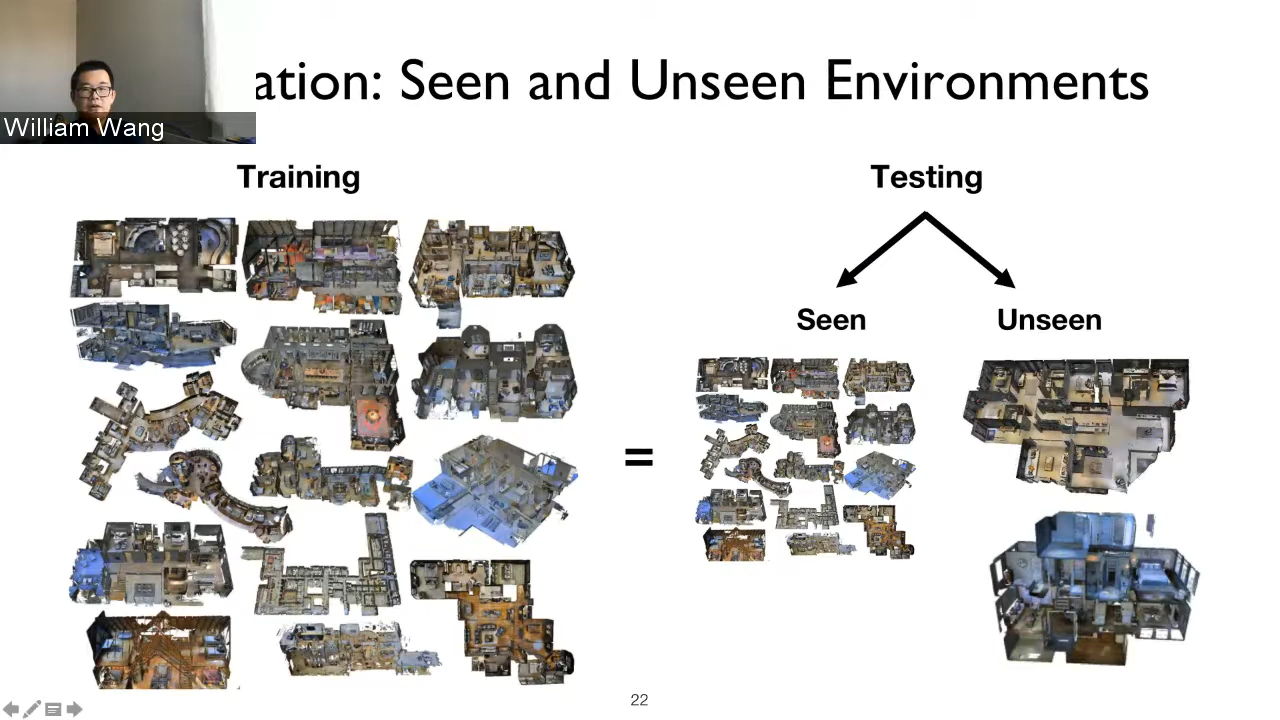 ation: Seen and Unseen Environments
William Wang
Training
Testing
Seen
Unseen
=
22